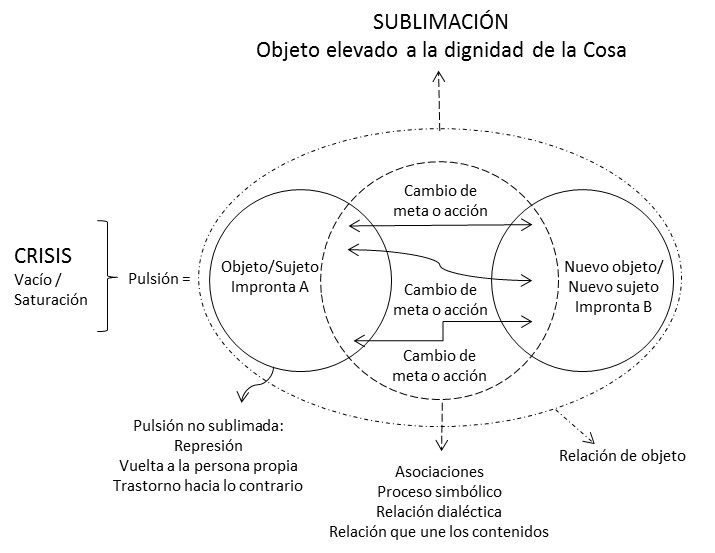 SUBLIMACIÓN
Objeto elevado a la dignidad de la Cosa
CRISIS
Vacío /
Saturación
Pulsión =
Objeto/Sujeto
Impronta A
Cambio de
meta o acción
Cambio de
meta o acción
Cambio de
meta o acción
Nuevo objeto/
Nuevo sujeto
Impronta B
Pulsión no sublimada:
Represión
Vuelta a la persona propia
Trastorno hacia lo contrario
Asociaciones
Proceso simbólico
Relación dialéctica
Relación que une los contenidos
Relación de objeto